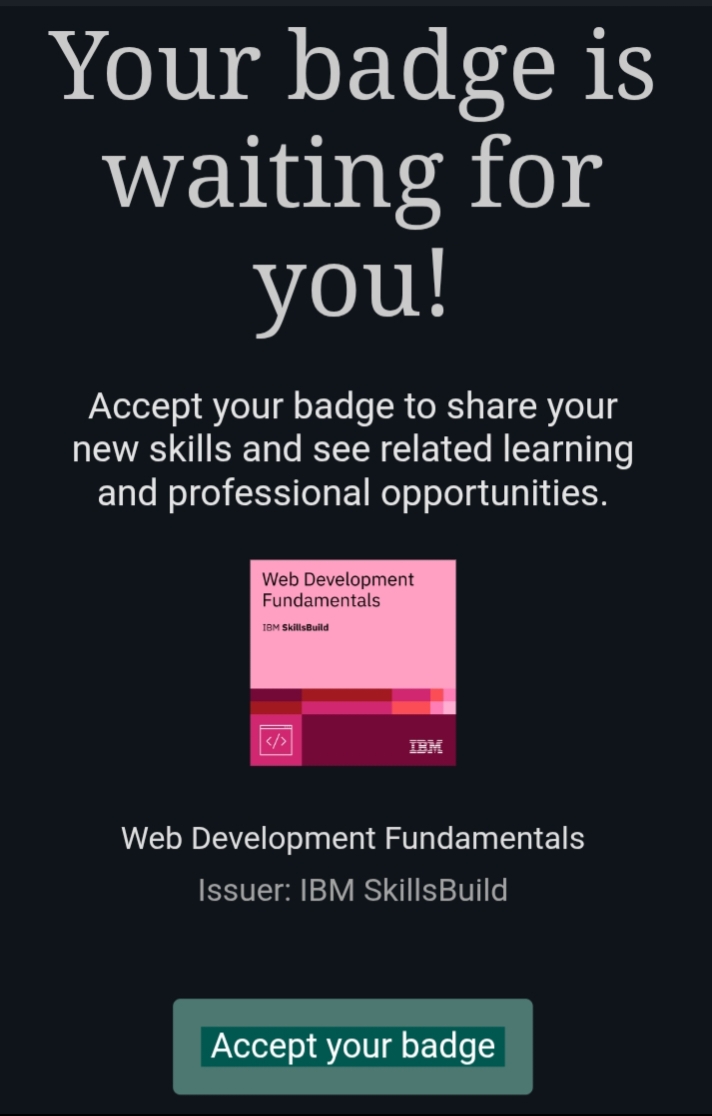 Your badge is
waiting for
you!
Accept your badge to share your
new skills and see related learning
and professional opportunities.
Web Development
Fundamentals
IBM SkillsBuild
</>
IBM
Web Development Fundamentals
Issuer: IBM SkillsBuild
Accept your badge